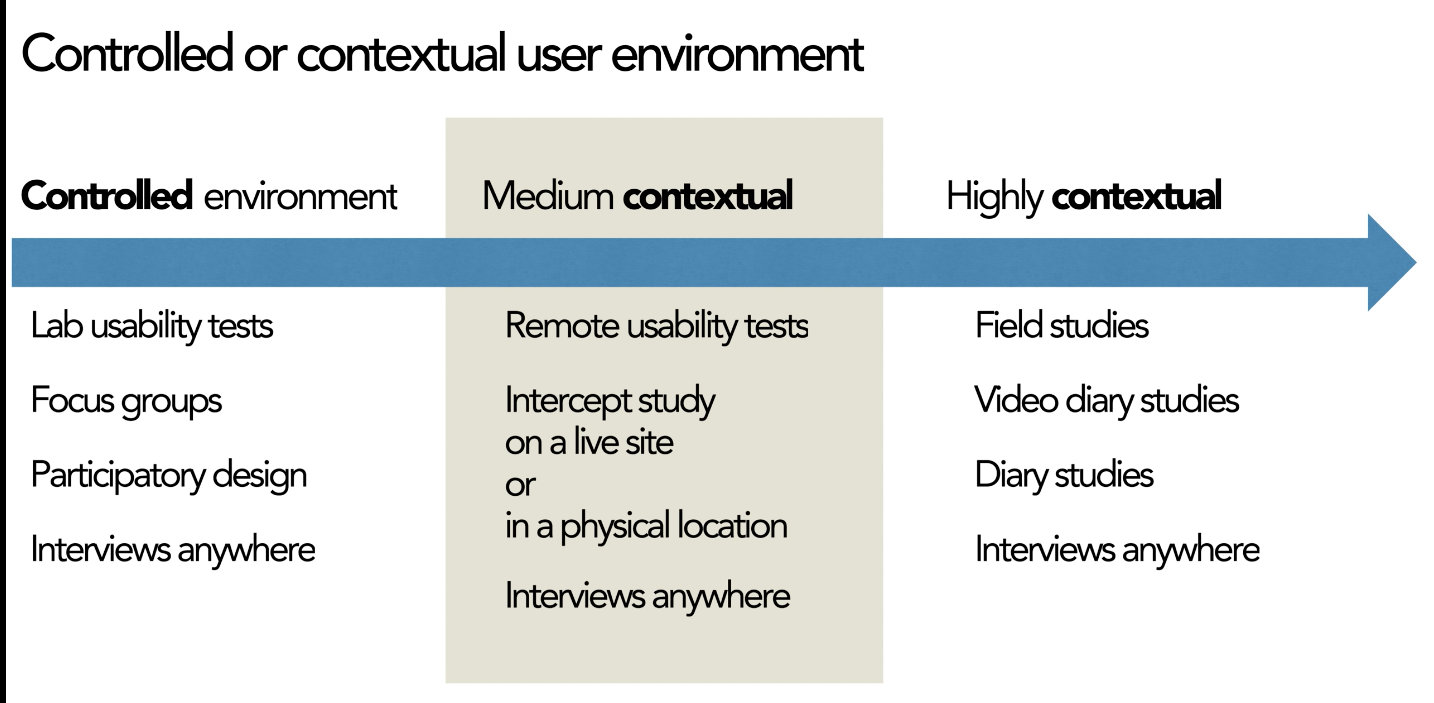 Controlled or contextual user environment
Controlled environment
Lab usability tests
Focus groups
Participatory design
Interviews anywhere
Medium contextual
Remote usability tests
Intercept study
on a live site
or
in a physical location
Interviews anywhere
Highly contextual
Field studies
Video diary studies
Diary studies
Interviews anywhere